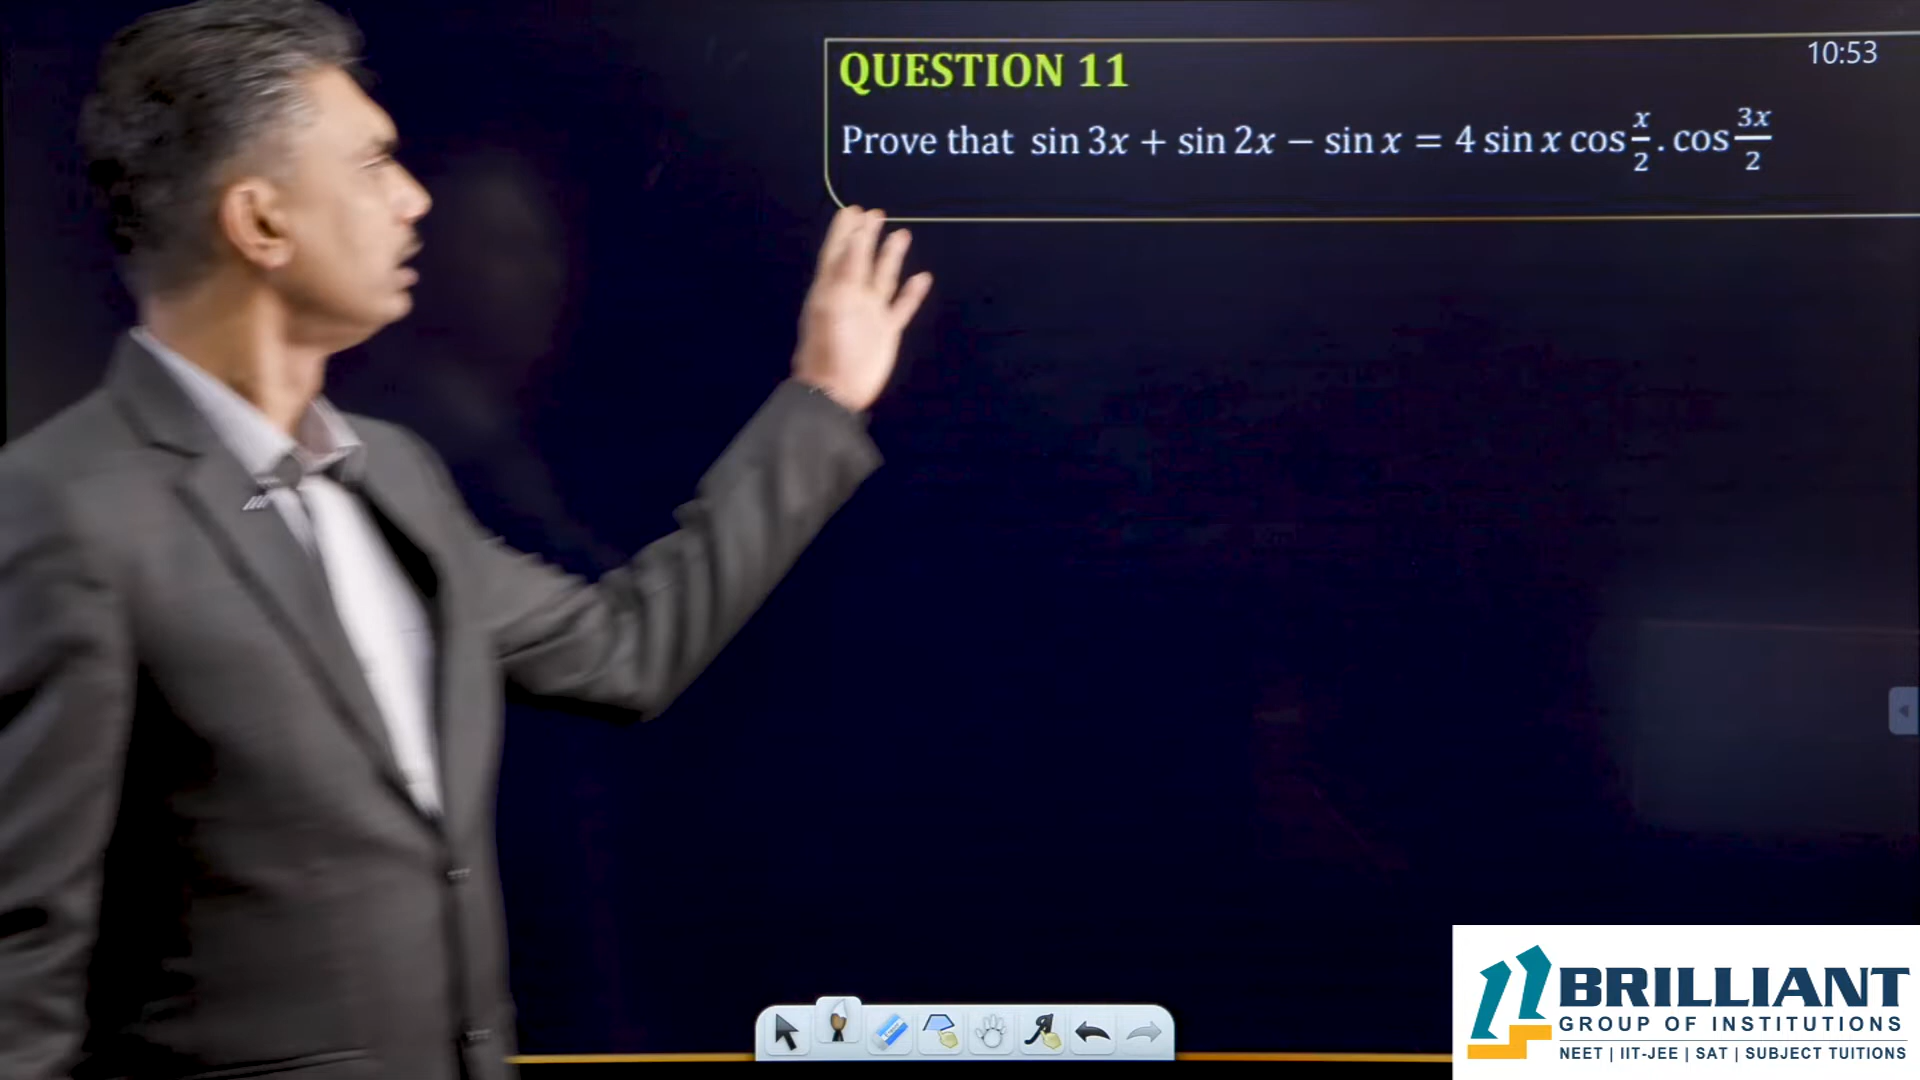 10:53
QUESTION 11
Prove that sin 3x + sin 2x − sin x = 4 sin x cos x/2 . cos 3x/2
BRILLIANT
GROUP OF INSTITUTIONS
NEET | IIT-JEE | SAT | SUBJECT TUITIONS